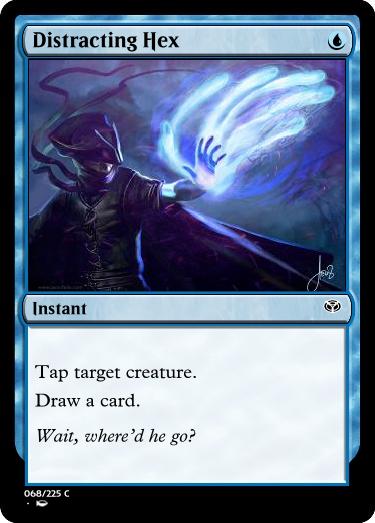 Distracting Hex
Instant
Tap target creature.
Draw a card.
Wait, where'd he go?
068/225 C